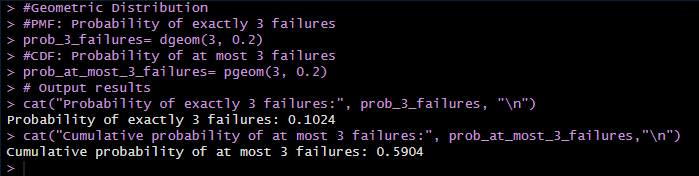 > #Geometric Distribution
> #PMF: Probability of exactly 3 failures
> prob_3_failures= dgeom(3, 0.2)
> #CDF: Probability of at most 3 failures
> prob_at_most_3_failures= pgeom(3, 0.2)
> # Output results
> cat("Probability of exactly 3 failures:", prob_3_failures, "\n")
Probability of exactly 3 failures: 0.1024
> cat("Cumulative probability of at most 3 failures:", prob_at_most_3_failures,"\n")
Cumulative probability of at most 3 failures: 0.5904
>